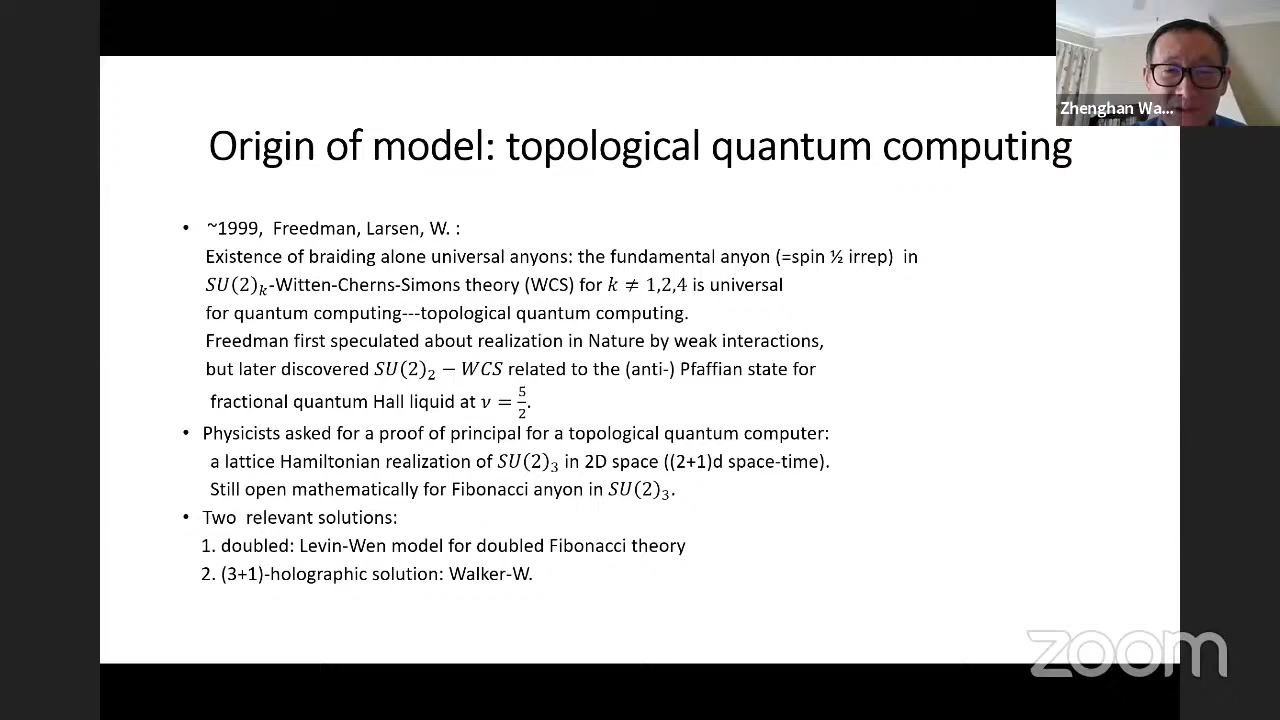 Zhenghan Wa...
Origin of model: topological quantum computing
• ~1999, Freedman, Larsen, W. :
Existence of braiding alone universal anyons: the fundamental anyon (=spin ½ irrep) in
SU(2)ₖ-Witten-Cherns-Simons theory (WCS) for k ≠ 1,2,4 is universal
for quantum computing---topological quantum computing.
Freedman first speculated about realization in Nature by weak interactions,
but later discovered SU(2)₂ − WCS related to the (anti-) Pfaffian state for
fractional quantum Hall liquid at ν = 5/2.
• Physicists asked for a proof of principal for a topological quantum computer:
a lattice Hamiltonian realization of SU(2)₃ in 2D space ((2+1)d space-time).
Still open mathematically for Fibonacci anyon in SU(2)₃.
• Two relevant solutions:
1. doubled: Levin-Wen model for doubled Fibonacci theory
2. (3+1)-holographic solution: Walker-W.
zoom